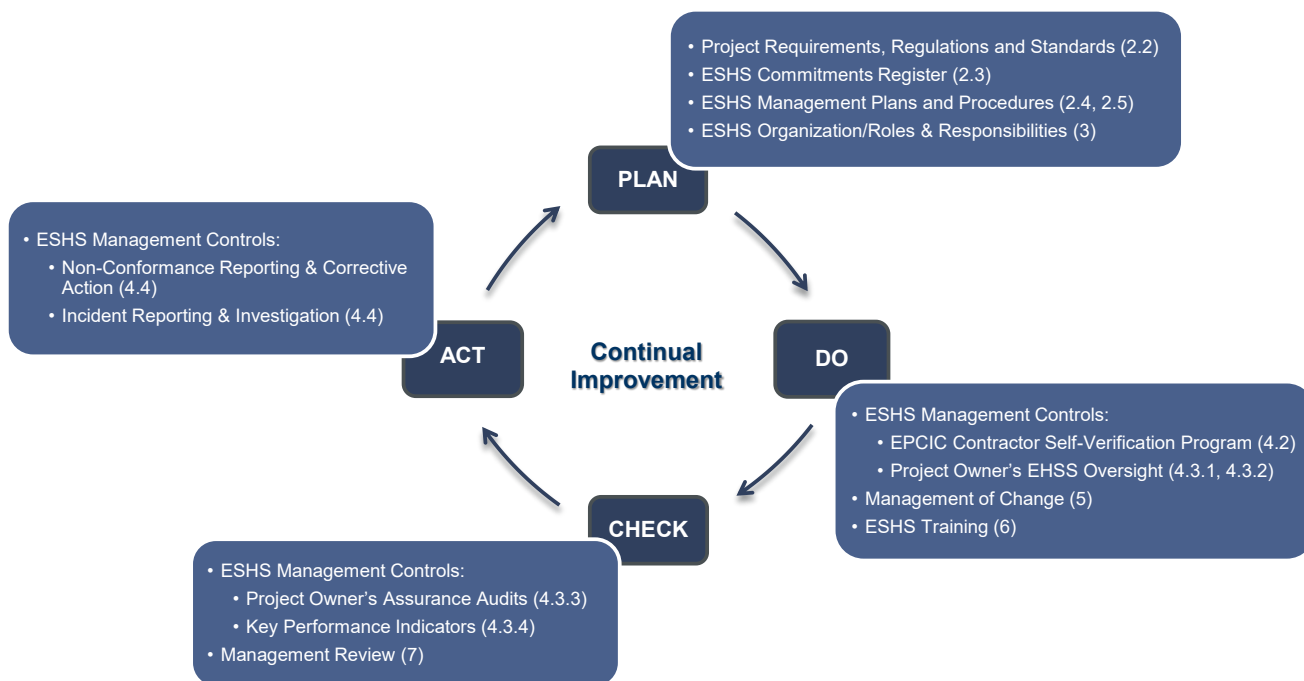 • Project Requirements, Regulations and Standards (2.2)
• ESHS Commitments Register (2.3)
• ESHS Management Plans and Procedures (2.4, 2.5)
• ESHS Organization/Roles & Responsibilities (3)
PLAN
• ESHS Management Controls:
• Non-Conformance Reporting & Corrective
Action (4.4)
• Incident Reporting & Investigation (4.4)
ACT
Continual
Improvement
DO
• ESHS Management Controls:
• EPCIC Contractor Self-Verification Program (4.2)
• Project Owner's EHSS Oversight (4.3.1, 4.3.2)
• Management of Change (5)
• ESHS Training (6)
CHECK
• ESHS Management Controls:
• Project Owner's Assurance Audits (4.3.3)
• Key Performance Indicators (4.3.4)
• Management Review (7)